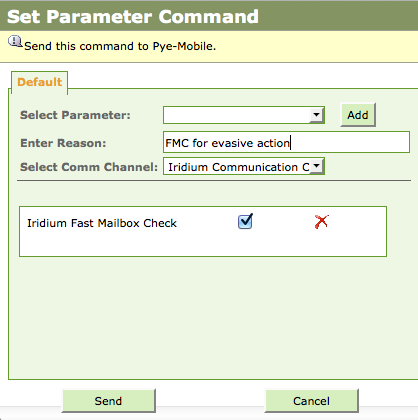 Set Parameter Command
Send this command to Pye-Mobile.
Default
Select Parameter:
Add
Enter Reason: FMC for evasive action
Select Comm Channel: Iridium Communication C
Iridium Fast Mailbox Check
Send Cancel